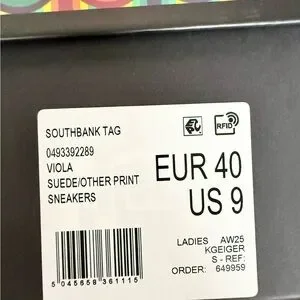 SOUTHBANK TAG
0493392289
VIOLA
SUEDE/OTHER PRINT
SNEAKERS
RFID
EUR 40
US 9
LADIES AW25
KGEIGER
S - REF:
ORDER: 649959
5 045658 361115